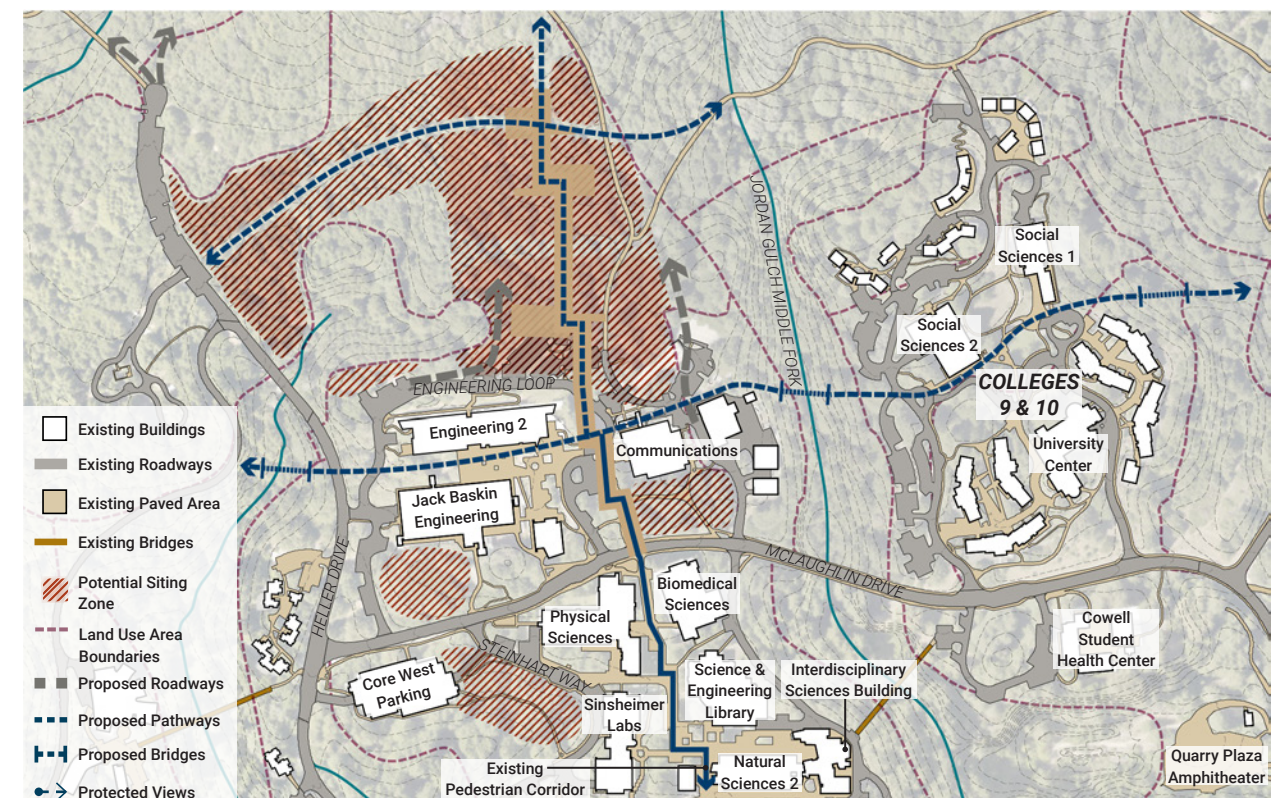 JORDAN GULCH MIDDLE FORK
Social
Sciences 1
Social
Sciences 2
COLLEGES
9 & 10
University
Center
ENGINEERING LOOP
Engineering 2
Communications
Jack Baskin
Engineering
HELLER DRIVE
MCLAUGHLIN DRIVE
Biomedical
Sciences
Physical
Sciences
STEINHART WAY
Core West
Parking
Science &
Engineering
Library
Interdisciplinary
Sciences Building
Sinsheimer
Labs
Cowell
Student
Health Center
Natural
Sciences 2
Existing
Pedestrian Corridor
Quarry Plaza
Amphitheater
Existing Buildings
Existing Roadways
Existing Paved Area
Existing Bridges
Potential Siting
Zone
Land Use Area
Boundaries
Proposed Roadways
Proposed Pathways
Proposed Bridges
Protected Views